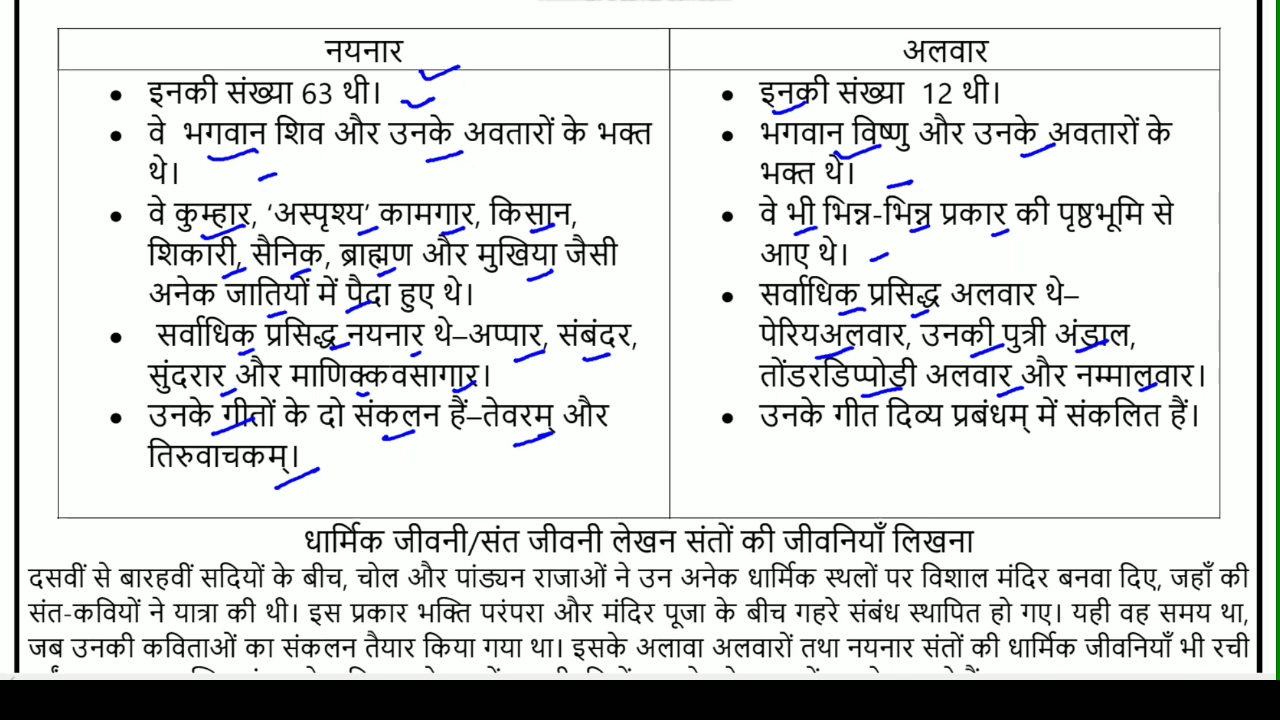 नयनार
अलवार
• इनकी संख्या 63 थी।
• वे भगवान शिव और उनके अवतारों के भक्त
थे।
• वे कुम्हार, ‘अस्पृश्य’ कामगार, किसान,
शिकारी, सैनिक, ब्राह्मण और मुखिया जैसी
अनेक जातियों में पैदा हुए थे।
• सर्वाधिक प्रसिद्ध नयनार थे–अप्पार, संबंदर,
सुंदरार और माणिक्कवसागार।
• उनके गीतों के दो संकलन हैं–तेवरम् और
तिरुवाचकम्।
• इनकी संख्या 12 थी।
• भगवान विष्णु और उनके अवतारों के
भक्त थे।
• वे भी भिन्न-भिन्न प्रकार की पृष्ठभूमि से
आए थे।
• सर्वाधिक प्रसिद्ध अलवार थे–
पेरियअलवार, उनकी पुत्री अंडाल,
तोंडरडिप्पोड़ी अलवार और नम्मालवार।
• उनके गीत दिव्य प्रबंधम् में संकलित हैं।
धार्मिक जीवनी/संत जीवनी लेखन संतों की जीवनियाँ लिखना
दसवीं से बारहवीं सदियों के बीच, चोल और पांड्यन राजाओं ने उन अनेक धार्मिक स्थलों पर विशाल मंदिर बनवा दिए, जहाँ की
संत-कवियों ने यात्रा की थी। इस प्रकार भक्ति परंपरा और मंदिर पूजा के बीच गहरे संबंध स्थापित हो गए। यही वह समय था,
जब उनकी कविताओं का संकलन तैयार किया गया था। इसके अलावा अलवारों तथा नयनार संतों की धार्मिक जीवनियाँ भी रची